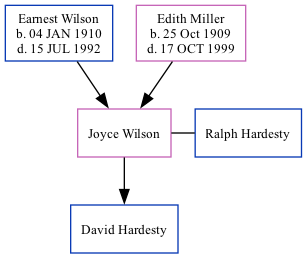 Earnest Wilson
b. 04 JAN 1910
d. 15 JUL 1992
Edith Miller
b. 25 Oct 1909
d. 17 OCT 1999
Joyce Wilson
Ralph Hardesty
David Hardesty